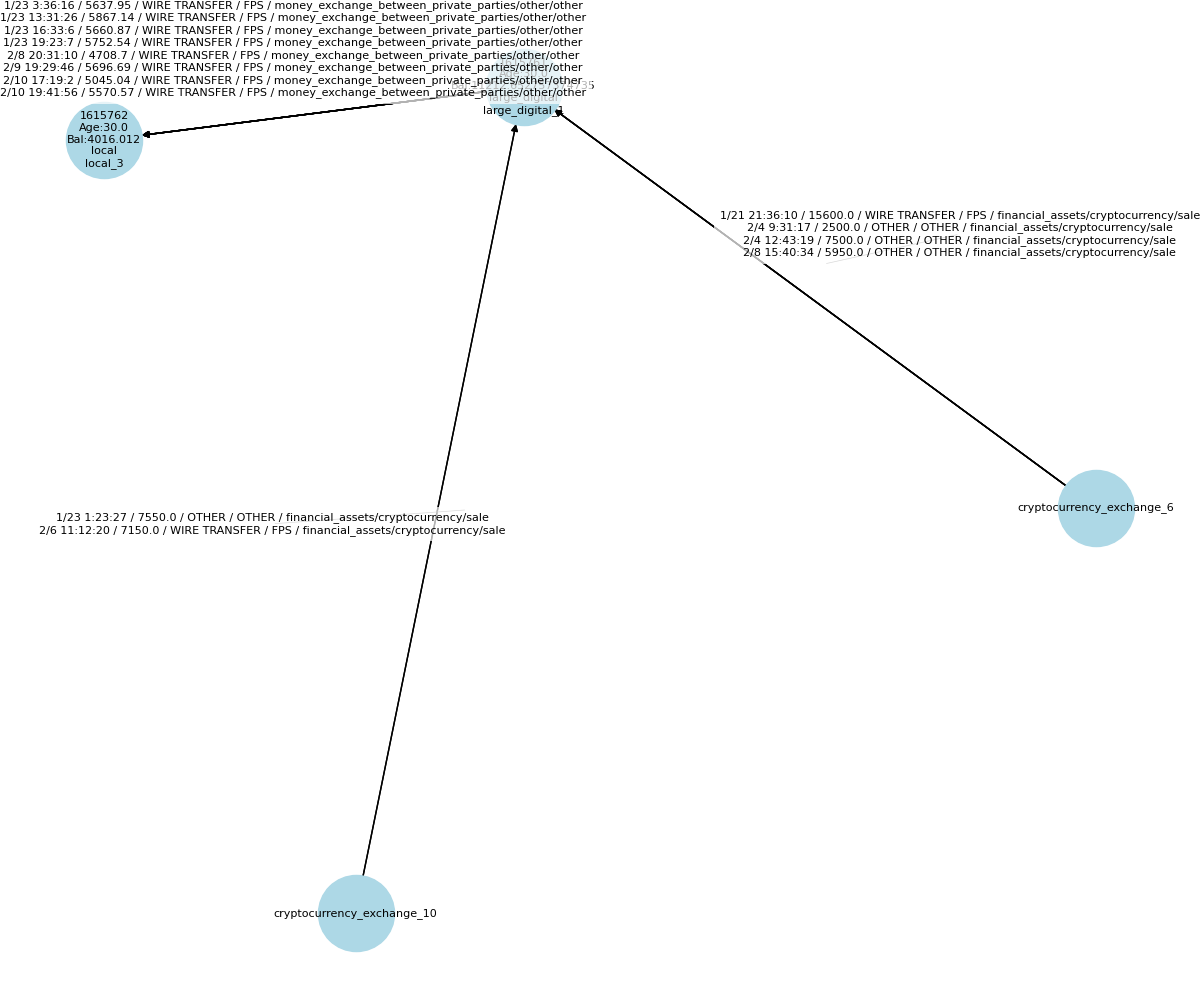 1/23 3:36:16 / 5637.95 / WIRE TRANSFER / FPS / money_exchange_between_private_parties/other/other
1/23 13:31:26 / 5867.14 / WIRE TRANSFER / FPS / money_exchange_between_private_parties/other/other
1/23 16:33:6 / 5660.87 / WIRE TRANSFER / FPS / money_exchange_between_private_parties/other/other
1/23 19:23:7 / 5752.54 / WIRE TRANSFER / FPS / money_exchange_between_private_parties/other/other
2/8 20:31:10 / 4708.7 / WIRE TRANSFER / FPS / money_exchange_between_private_parties/other/other
2/9 19:29:46 / 5696.69 / WIRE TRANSFER / FPS / money_exchange_between_private_parties/other/other
2/10 17:19:2 / 5045.04 / WIRE TRANSFER / FPS / money_exchange_between_private_parties/other/other
2/10 19:41:56 / 5570.57 / WIRE TRANSFER / FPS / money_exchange_between_private_parties/other/other
large_digital
large_digital_1
1615762
Age:30.0
Bal:4016.012
local
local_3
1/21 21:36:10 / 15600.0 / WIRE TRANSFER / FPS / financial_assets/cryptocurrency/sale
2/4 9:31:17 / 2500.0 / OTHER / OTHER / financial_assets/cryptocurrency/sale
2/4 12:43:19 / 7500.0 / OTHER / OTHER / financial_assets/cryptocurrency/sale
2/8 15:40:34 / 5950.0 / OTHER / OTHER / financial_assets/cryptocurrency/sale
cryptocurrency_exchange_6
1/23 1:23:27 / 7550.0 / OTHER / OTHER / financial_assets/cryptocurrency/sale
2/6 11:12:20 / 7150.0 / WIRE TRANSFER / FPS / financial_assets/cryptocurrency/sale
cryptocurrency_exchange_10